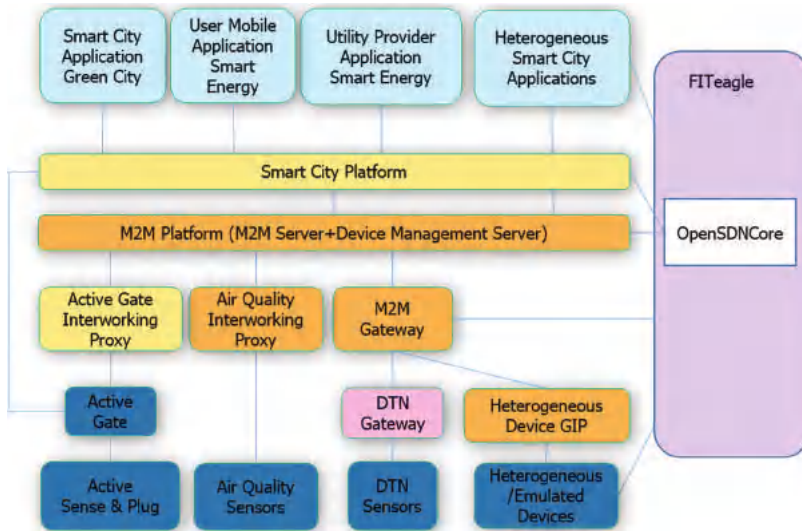 Smart City
Application
Green City
User Mobile
Application
Smart
Energy
Utility Provider
Application
Smart Energy
Heterogeneous
Smart City
Applications
FITeagle
Smart City Platform
M2M Platform (M2M Server+Device Management Server)
OpenSDNCore
Active Gate
Interworking
Proxy
Air Quality
Interworking
Proxy
M2M
Gateway
Active
Gate
DTN
Gateway
Heterogeneous
Device GIP
Active
Sense & Plug
Air Quality
Sensors
DTN
Sensors
Heterogeneous
/Emulated
Devices